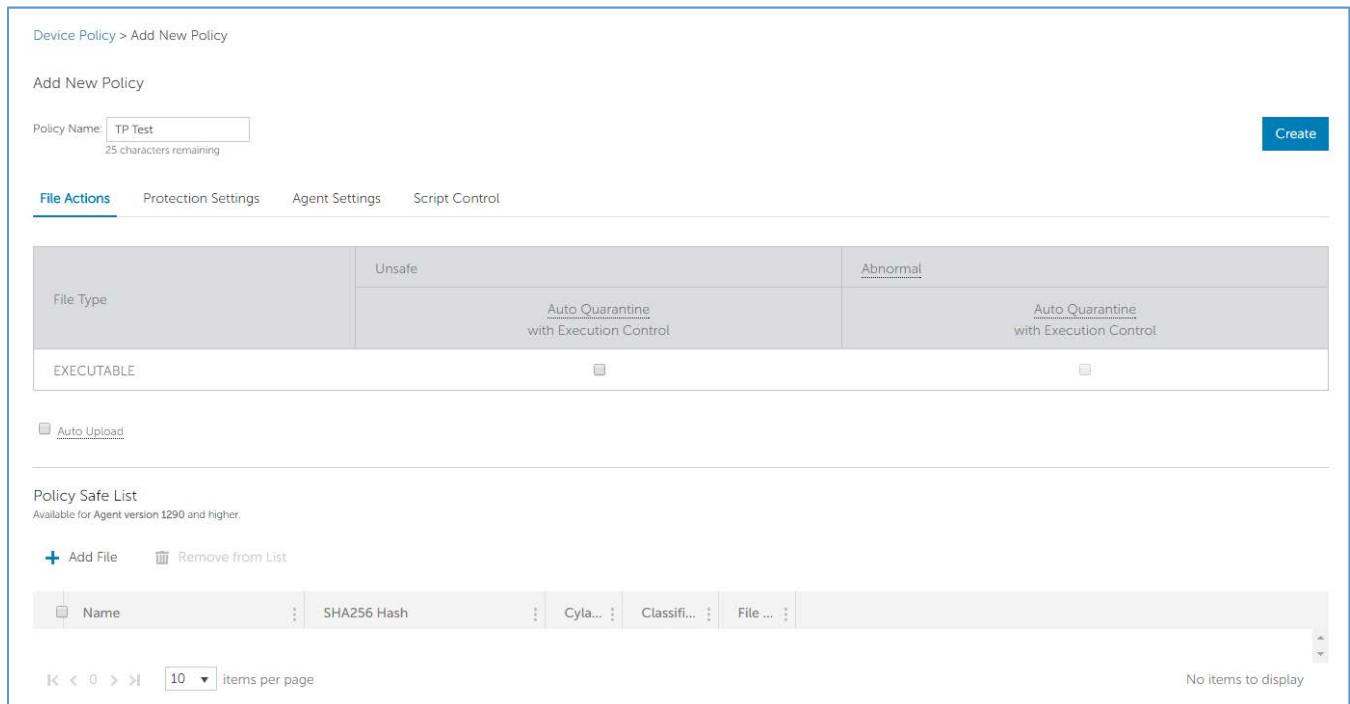 Device Policy > Add New Policy
Add New Policy
Policy Name: TP Test
25 characters remaining
Create
File Actions Protection Settings Agent Settings Script Control
File Type Unsafe Abnormal
Auto Quarantine Auto Quarantine
with Execution Control with Execution Control
EXECUTABLE
Auto Upload
Policy Safe List
Available for Agent version 1290 and higher.
Add File Remove from List
Name SHA256 Hash Cyla... Classifi... File ...
0 10 items per page No items to display